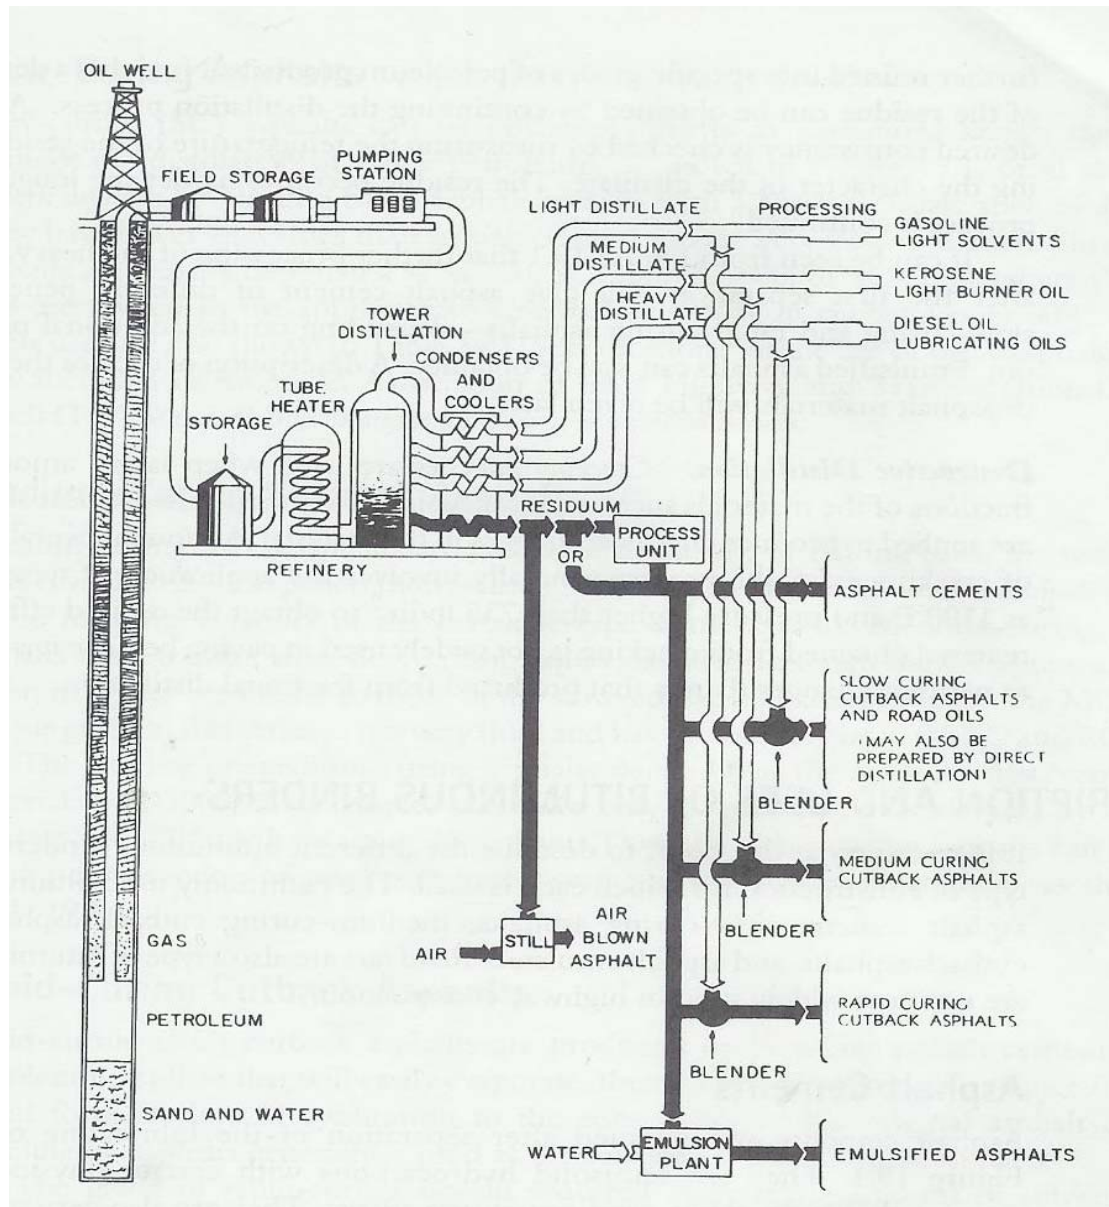 OIL WELL
FIELD STORAGE
PUMPING
STATION
LIGHT DISTILLATE
MEDIUM
DISTILLATE
HEAVY
DISTILLATE
PROCESSING
GASOLINE
LIGHT SOLVENTS
KEROSENE
LIGHT BURNER OIL
DIESEL OIL
LUBRICATING OILS
TOWER
DISTILLATION
CONDENSERS
AND
COOLERS
TUBE
HEATER
STORAGE
REFINERY
RESIDUUM
OR
PROCESS
UNIT
ASPHALT CEMENTS
SLOW CURING
CUTBACK ASPHALTS
AND ROAD OILS
(MAY ALSO BE
PREPARED BY DIRECT
DISTILLATION)
BLENDER
MEDIUM CURING
CUTBACK ASPHALTS
BLENDER
AIR
STILL
AIR
BLOWN
ASPHALT
RAPID CURING
CUTBACK ASPHALTS
BLENDER
GAS
PETROLEUM
SAND AND WATER
WATER
EMULSION
PLANT
EMULSIFIED ASPHALTS